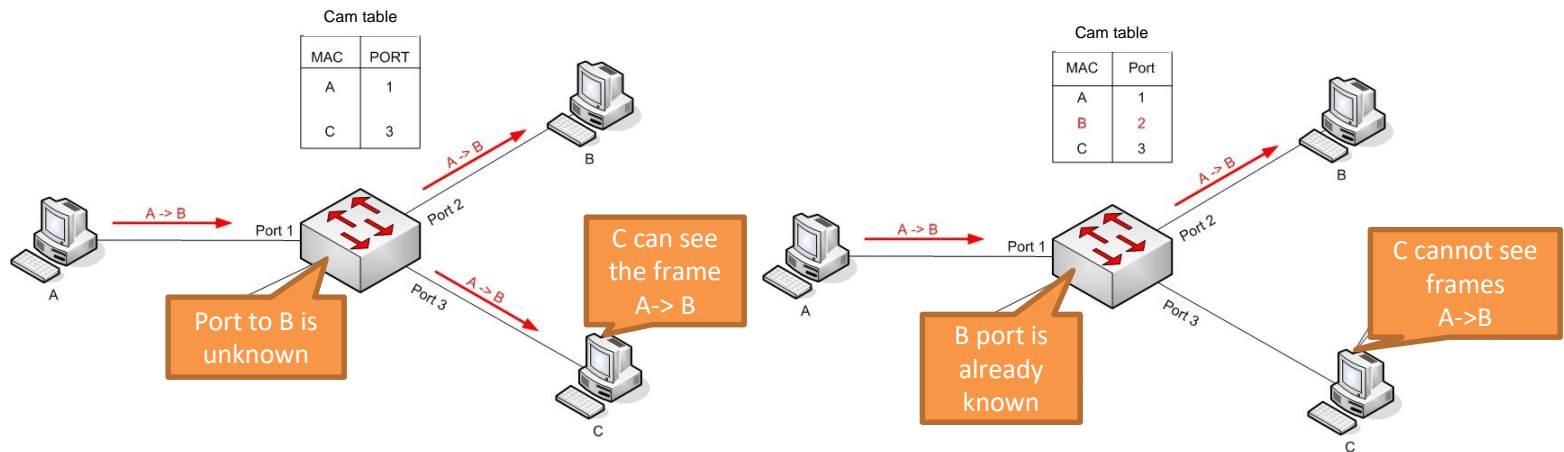 Cam table
MAC PORT
A 1
C 3
A -> B
B
A -> B
Port 1
Port 2
A
Port 3
A -> B
C can see
the frame
A-> B
Port to B is
unknown
C
Cam table
MAC Port
A 1
B 2
C 3
A -> B
B
A -> B
Port 1
Port 2
A
Port 3
C cannot see
frames
A->B
B port is
already
known
C